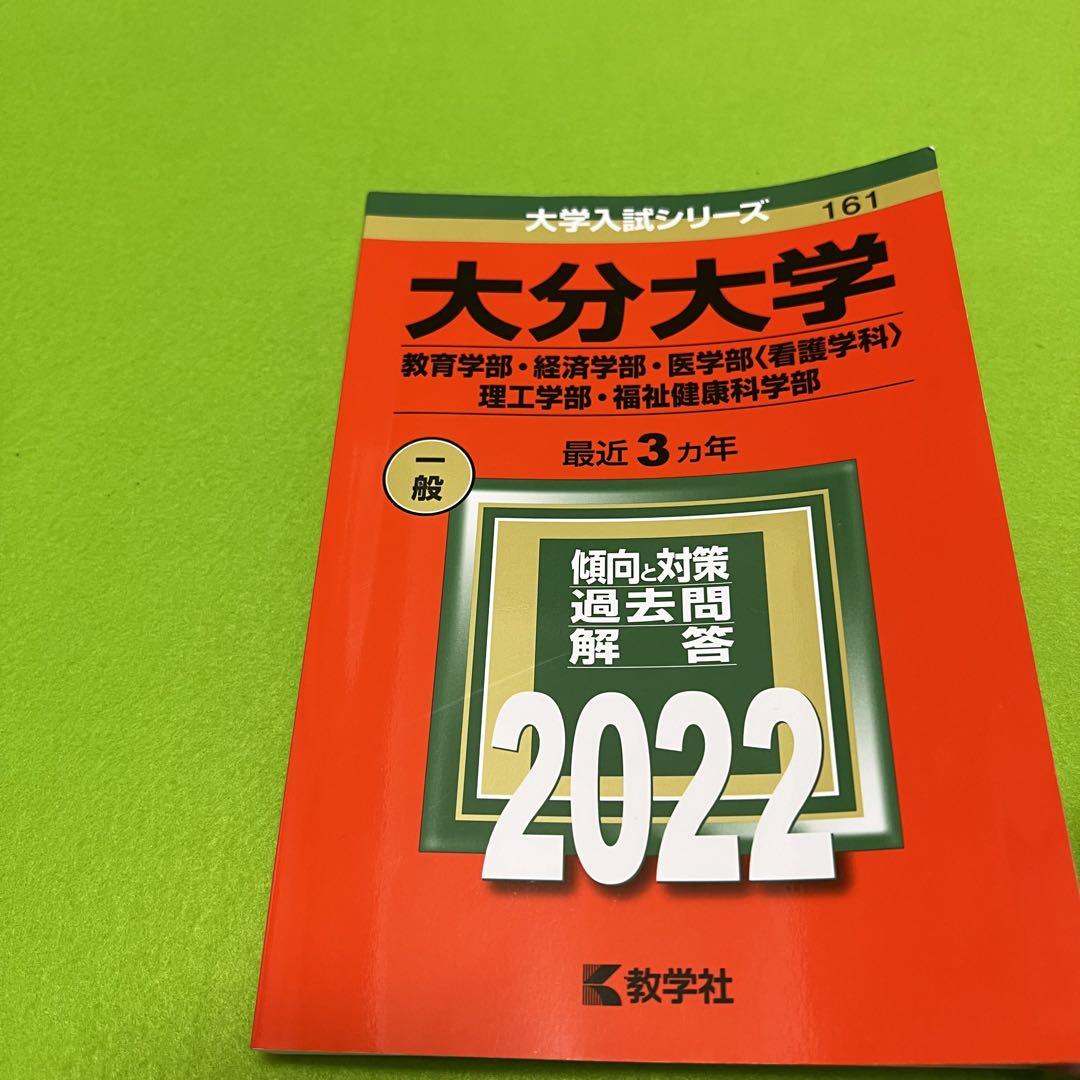 大学入試シリーズ 161
大分大学
教育学部・経済学部・医学部〈看護学科〉
理工学部・福祉健康科学部
最近3ヵ年
一般
傾向と対策
過去問
解答
2022
教学社